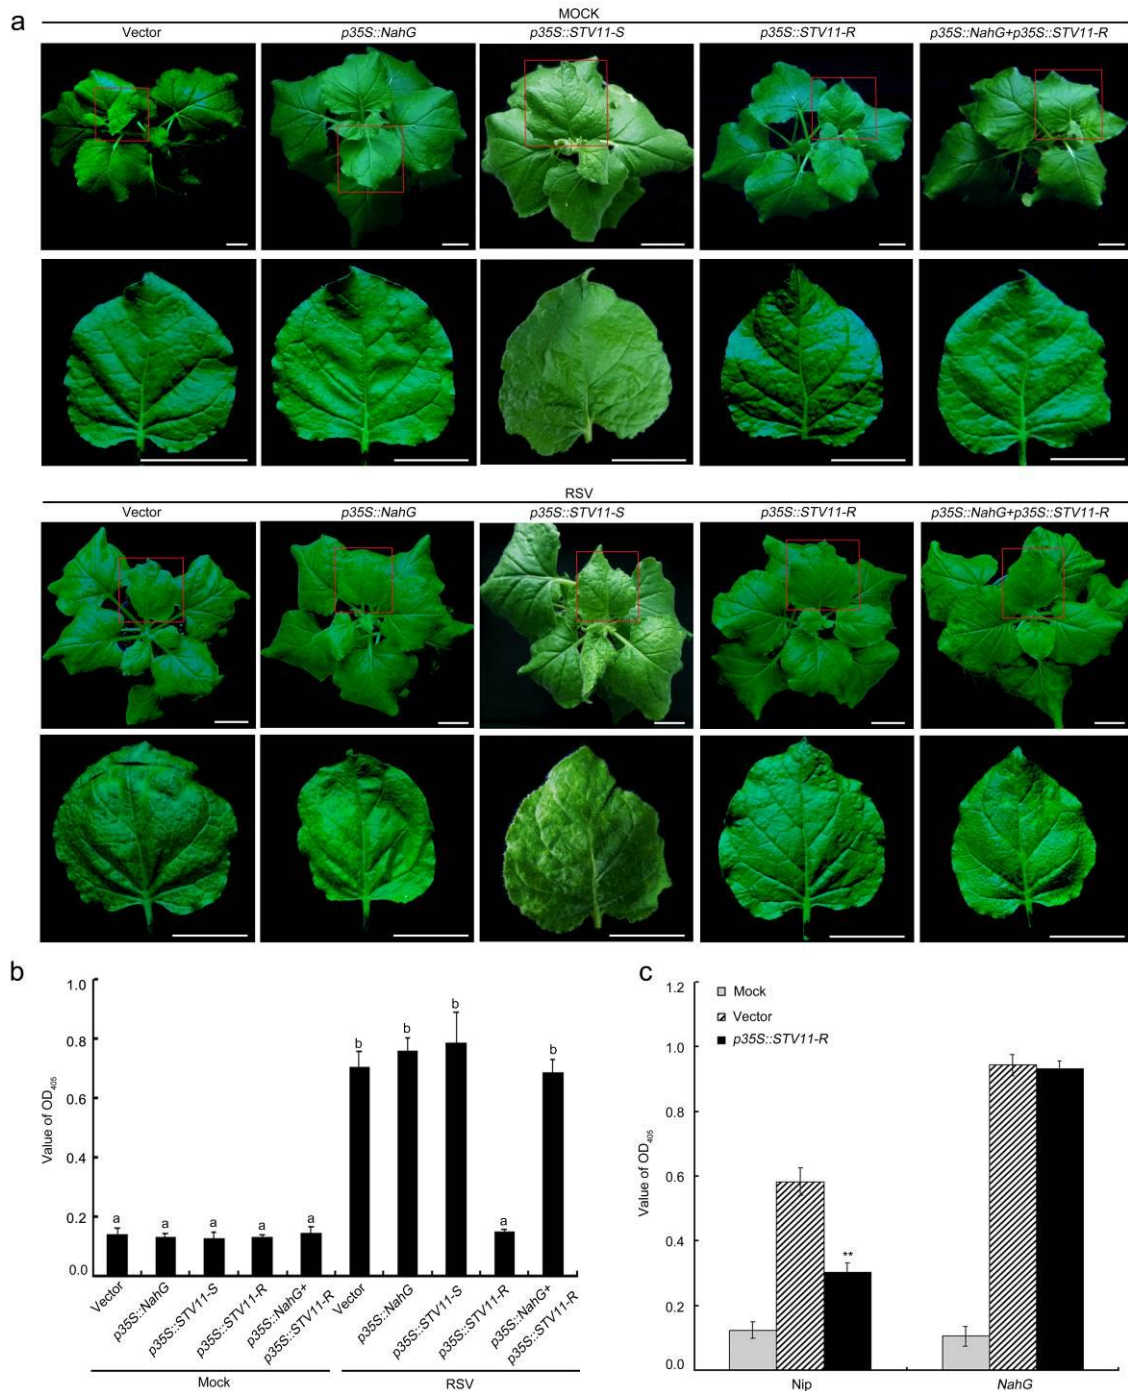 a
MOCK
Vector p35S::NahG p35S::STV11-S p35S::STV11-R p35S::NahG+p35S::STV11-R
RSV
Vector p35S::NahG p35S::STV11-S p35S::STV11-R p35S::NahG+p35S::STV11-R
b
Value of OD405
1.0
0.8
0.6
0.4
0.2
0.0
a a a a a b b b a b
Vector
p35S::NahG
p35S::STV11-S
p35S::STV11-R
p35S::NahG+
p35S::STV11-R
Vector
p35S::NahG
p35S::STV11-S
p35S::STV11-R
p35S::NahG+
p35S::STV11-R
Mock RSV
c
Value of OD405
1.2
1.0
0.8
0.6
0.4
0.2
0.0
Mock
Vector
p35S::STV11-R
**
Nip NahG